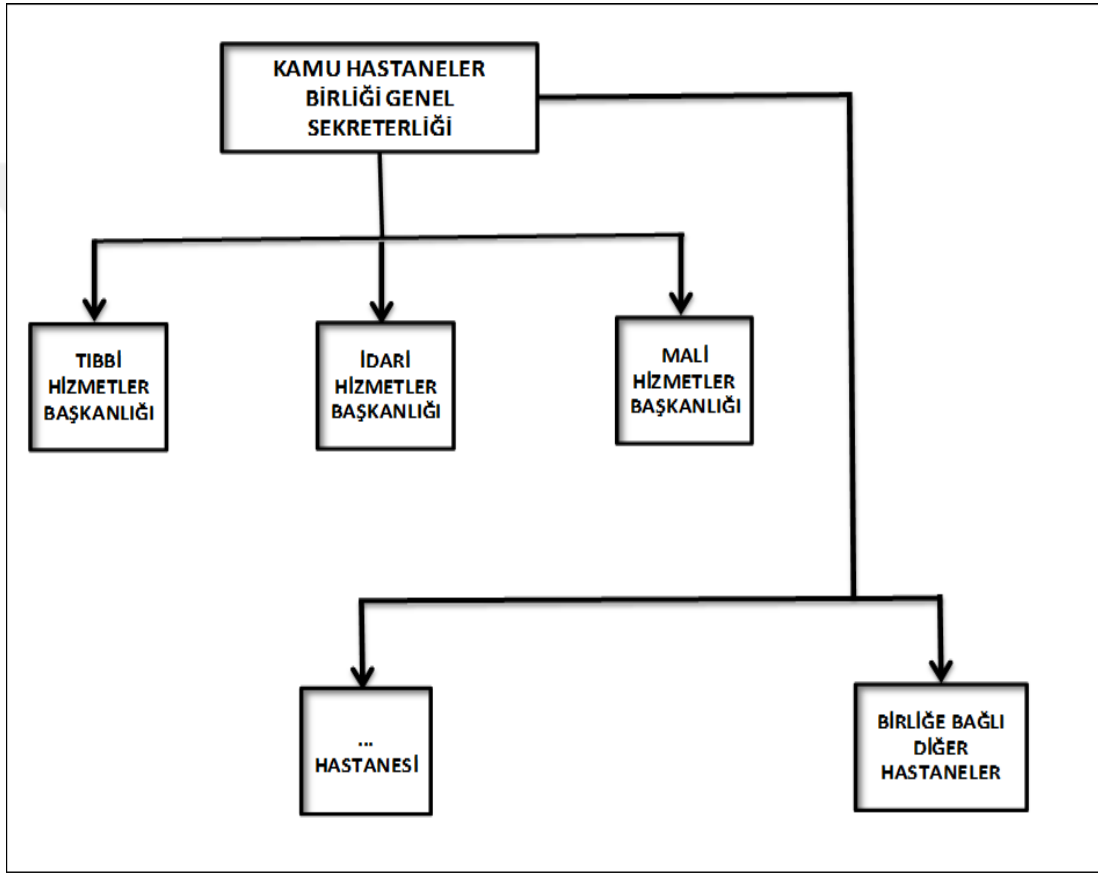 KAMU HASTANELER
BİRLİĞİ GENEL
SEKRETERLİĞİ
TIBBİ
HİZMETLER
BAŞKANLIĞI
İDARİ
HİZMETLER
BAŞKANLIĞI
MALİ
HİZMETLER
BAŞKANLIĞI
...
HASTANESİ
BİRLİĞE BAĞLI
DİĞER
HASTANELER